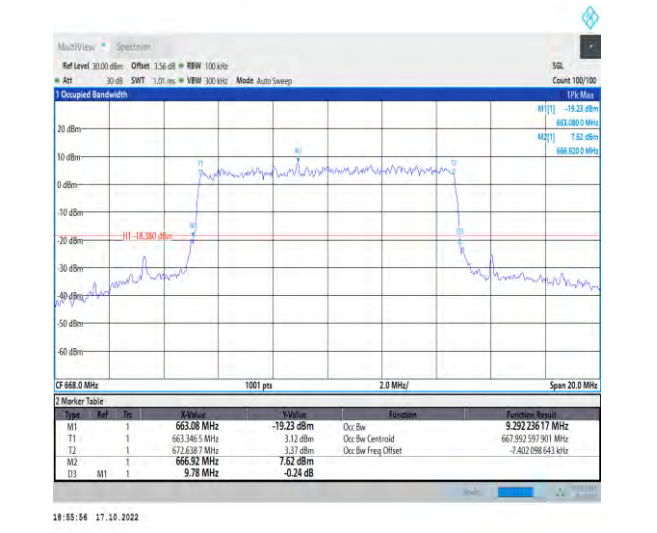 MultiView Spectrum
Ref Level 30.00 dBm Offset 3.56 dB RBW 100 kHz SGL
Att 30 dB SWT 1.01 ms VBW 300 kHz Mode Auto Sweep Count 100/100
1 Occupied Bandwidth 1Pk Max
M1[1] -19.23 dBm
663.080 0 MHz
M2[1] 7.62 dBm
666.920 0 MHz
20 dBm
M2
10 dBm
T1 T2
0 dBm
-10 dBm
M1
D3
H1 -18.380 dBm
-20 dBm
-30 dBm
-40 dBm
-50 dBm
-60 dBm
CF 668.0 MHz 1001 pts 2.0 MHz/ Span 20.0 MHz
2 Marker Table
Type Ref Trc X-Value Y-Value Function Function Result
M1 1 663.08 MHz -19.23 dBm Occ Bw 9.292 236 17 MHz
T1 1 663.346 5 MHz 3.12 dBm Occ Bw Centroid 667.992 597 901 MHz
T2 1 672.638 7 MHz 3.37 dBm Occ Bw Freq Offset -7.402 098 643 kHz
M2 1 666.92 MHz 7.62 dBm
D3 M1 1 9.78 MHz -0.24 dB
18:55:56 17.10.2022